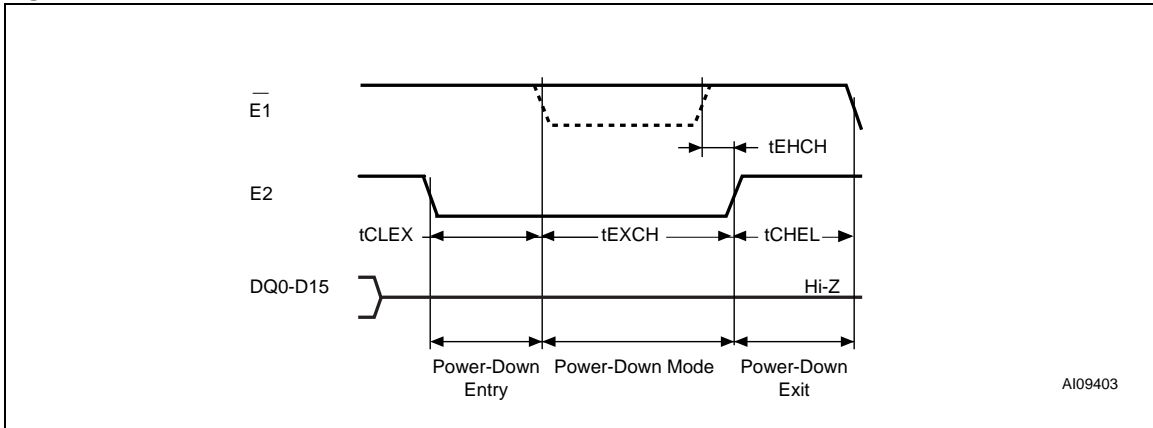 E1
tEHCH
E2
tCLEX
tEXCH
tCHEL
DQ0-D15
Hi-Z
Power-Down
Entry
Power-Down Mode
Power-Down
Exit
AI09403